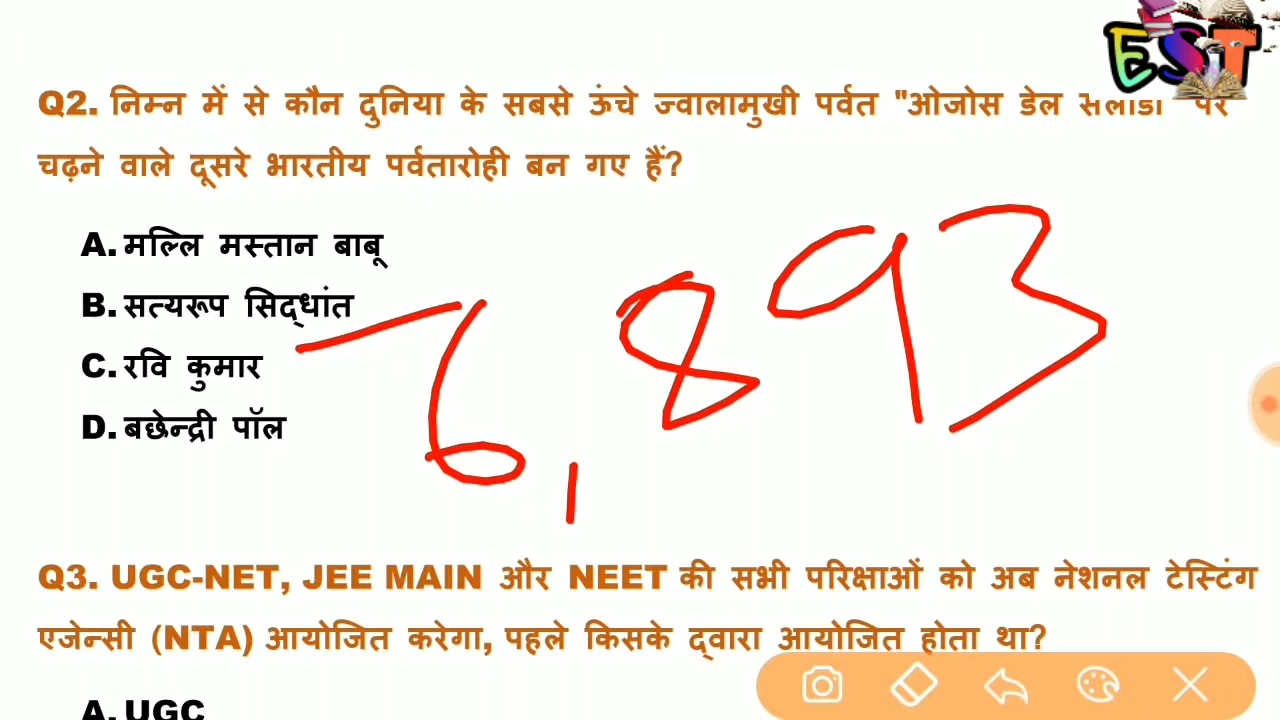 EST
Q2. निम्न में से कौन दुनिया के सबसे ऊंचे ज्वालामुखी पर्वत "ओजोस डेल सलाडो पर
चढ़ने वाले दूसरे भारतीय पर्वतारोही बन गए हैं?
A. मल्लि मस्तान बाबू
B. सत्यरूप सिद्धांत
C. रवि कुमार
D. बछेन्द्री पॉल
6,893
Q3. UGC-NET, JEE MAIN और NEET की सभी परिक्षाओं को अब नेशनल टेस्टिंग
एजेन्सी (NTA) आयोजित करेगा, पहले किसके द्वारा आयोजित होता था?
A. UGC